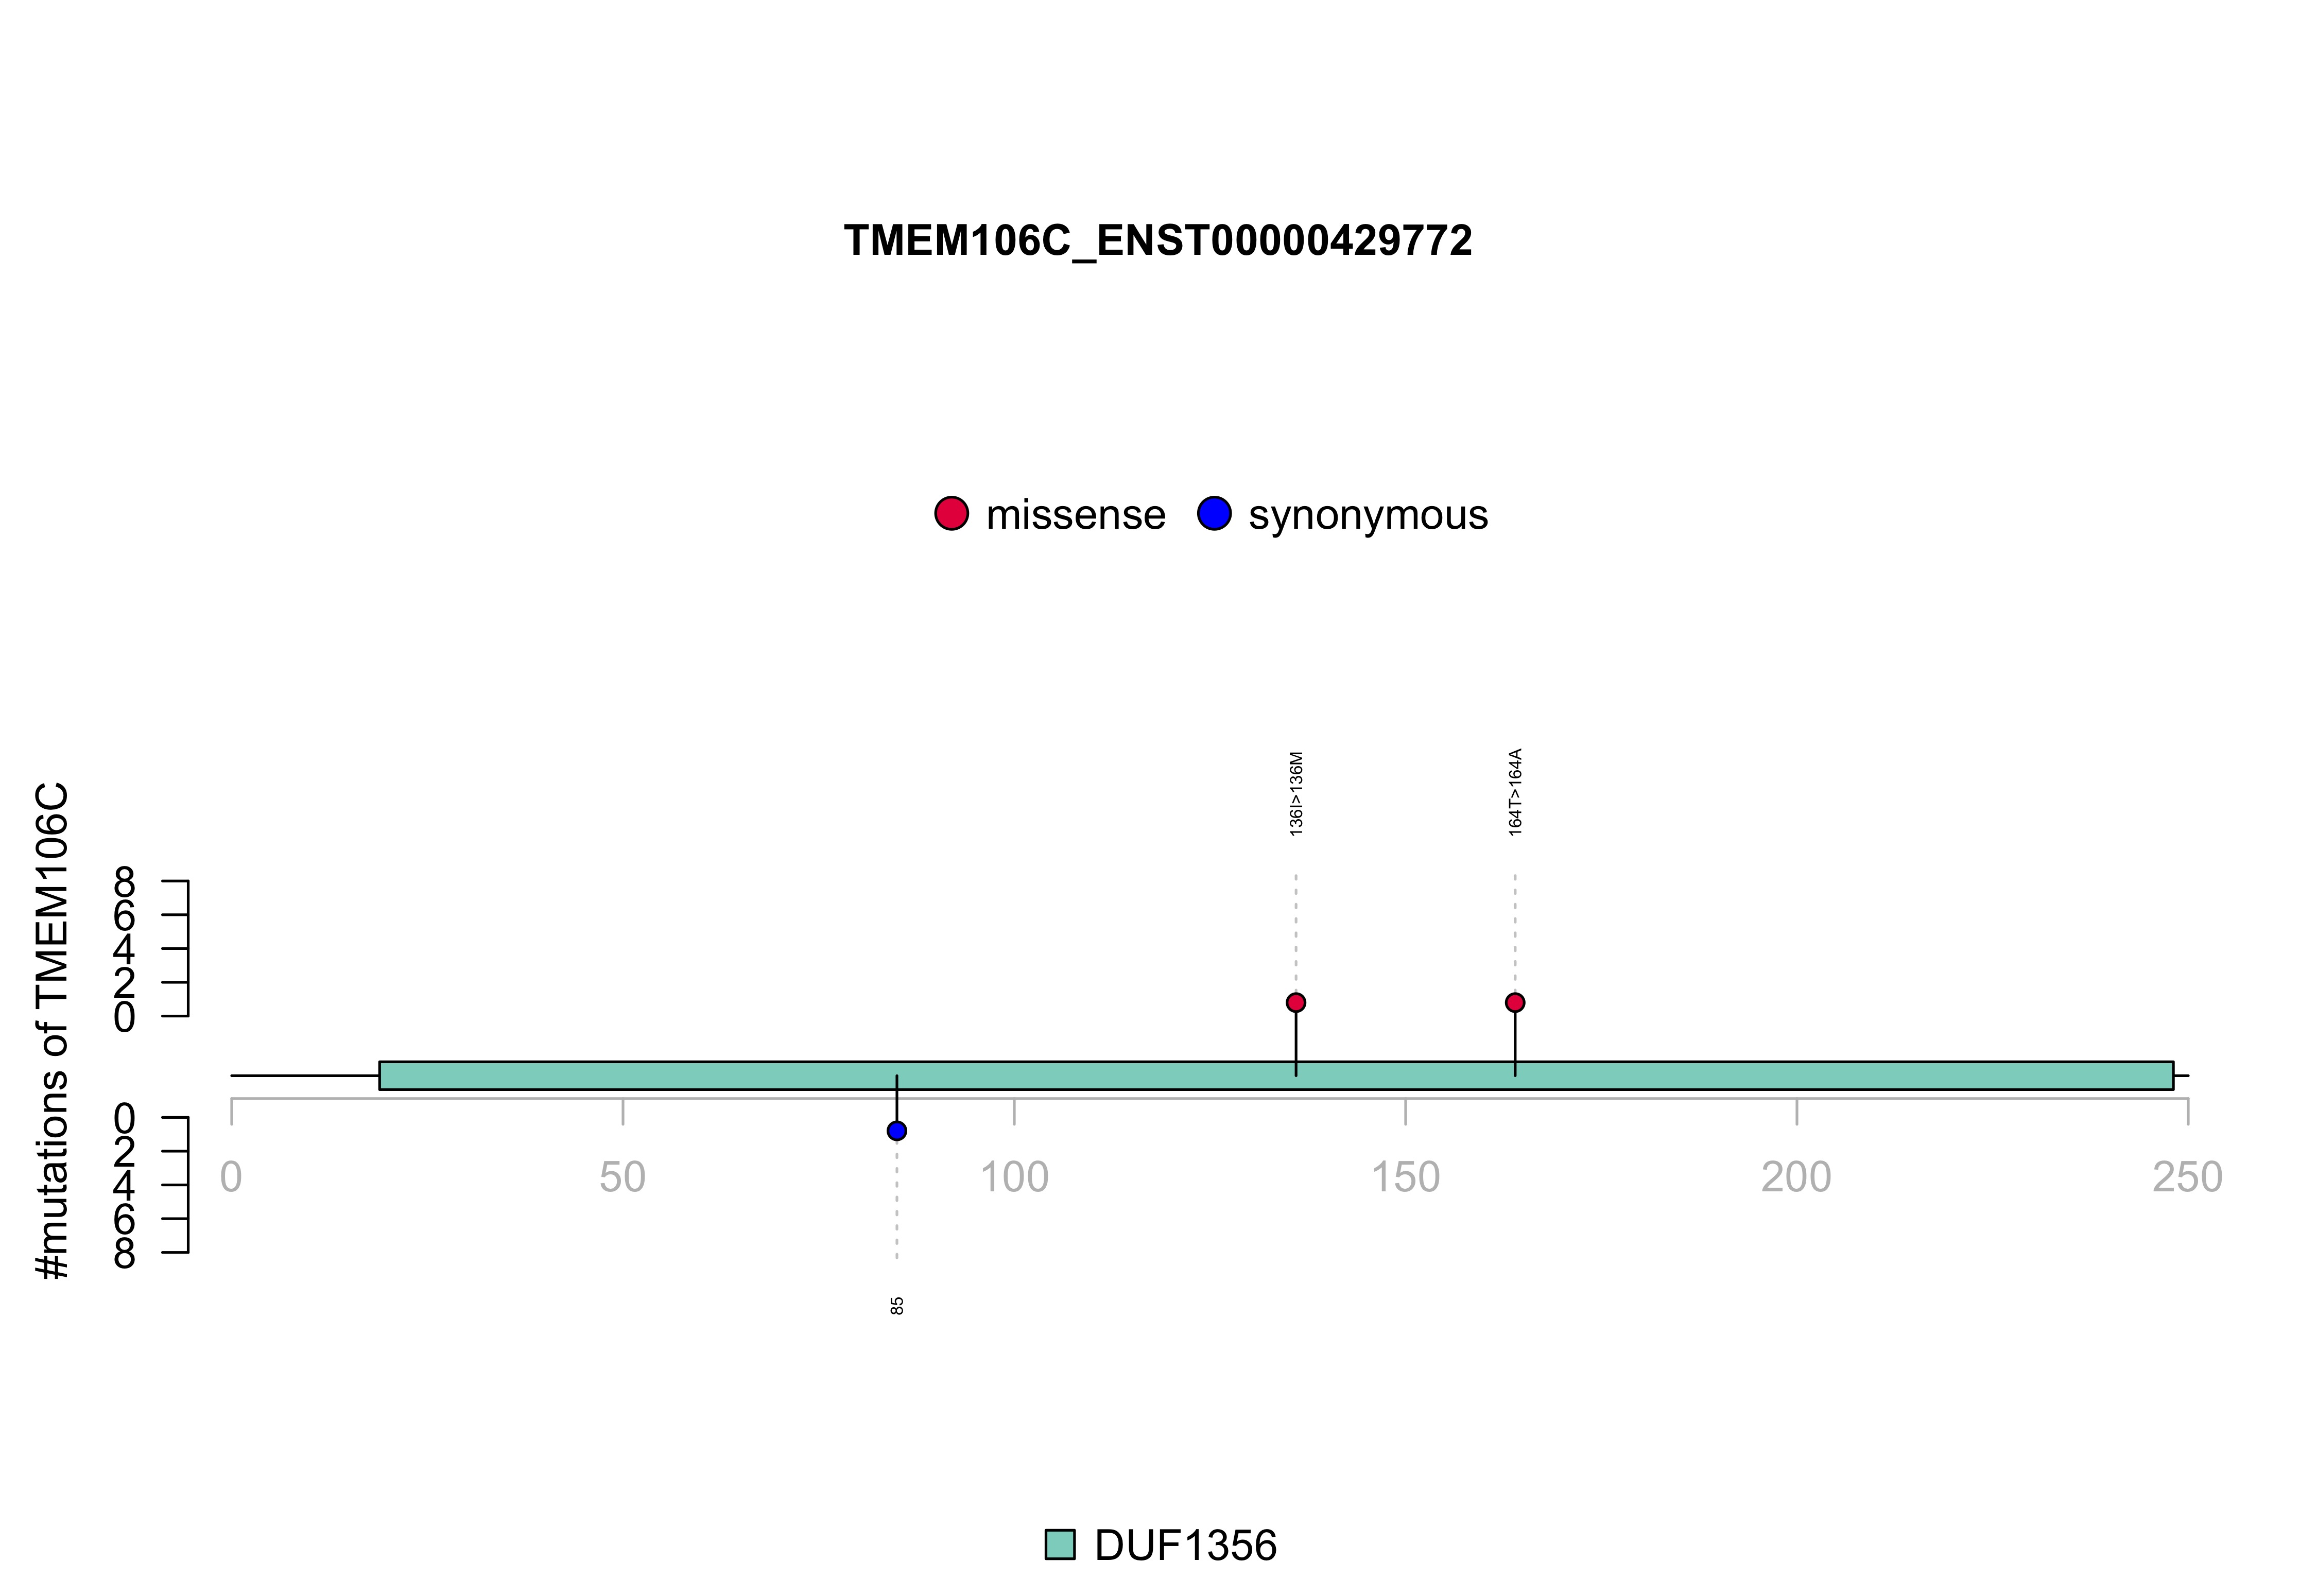 TMEM106C_ENST00000429772
missense synonymous
136I>136M
164T>164A
#mutations of TMEM106C
8
6
4
2
0
0
2
4
6
8
0 50 100 150 200 250
85
DUF1356